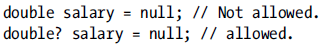 double salary = null; // Not allowed.
double? salary = null; // allowed.